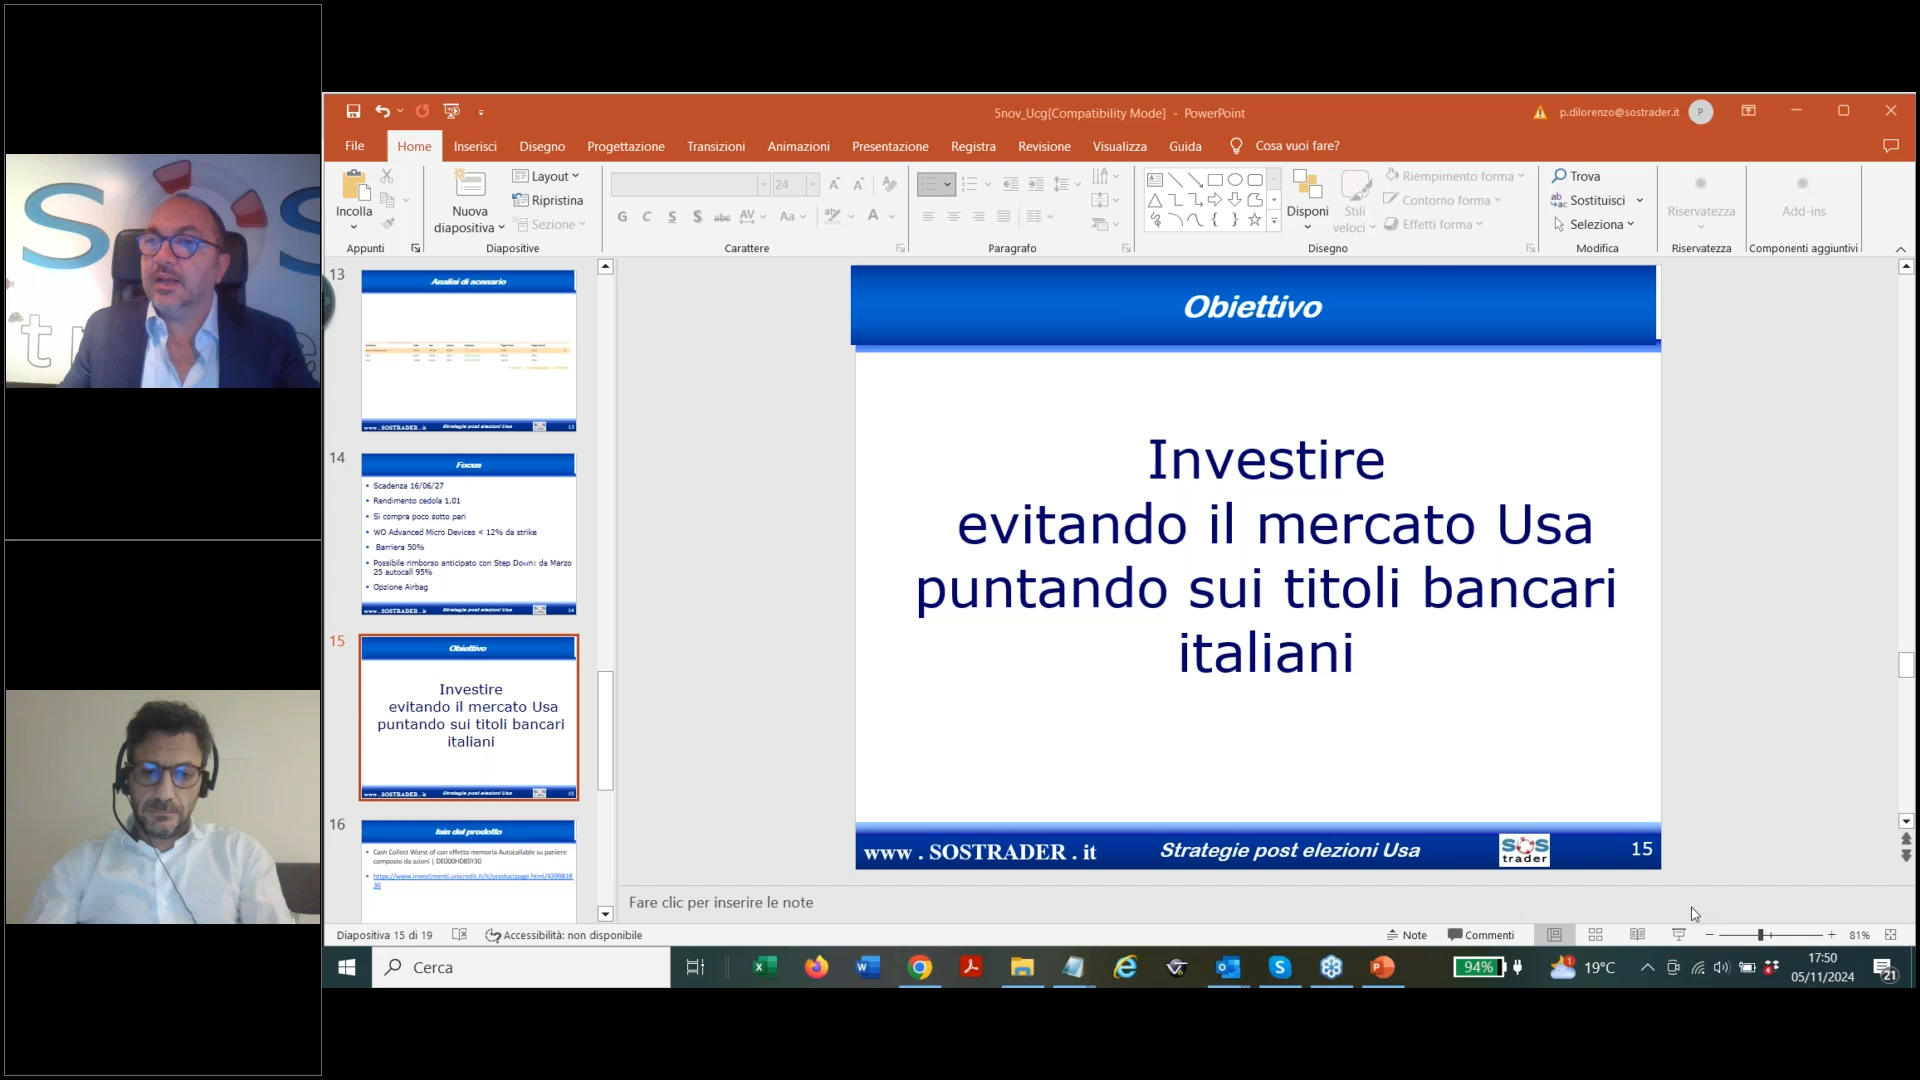 5nov_Ucg[Compatibility Mode] - PowerPoint
p.dilorenzo@sostrader.it
P
File
Home
Inserisci
Disegno
Progettazione
Transizioni
Animazioni
Presentazione
Registra
Revisione
Visualizza
Guida
Cosa vuoi fare?
Incolla
Appunti
Nuova
diapositiva
Layout
Ripristina
Sezione
Diapositive
24
G C S S abc AV Aa A
Carattere
Paragrafo
Disponi
Stili
veloci
Riempimento forma
Contorno forma
Effetti forma
Disegno
Trova
Sostituisci
Seleziona
Modifica
Riservatezza
Riservatezza
Add-ins
Componenti aggiuntivi
13
Analisi di scenario
www . SOSTRADER . it Strategie post elezioni Usa 13
14
Focus
• Scadenza 16/06/27
• Rendimento cedola 1,01
• Si compra poco sotto pari
• WO Advanced Micro Devices < 12% da strike
• Barriera 50%
• Possibile rimborso anticipato con Step Down: da Marzo
25 autocall 95%
• Opzione Airbag
www . SOSTRADER . it Strategie post elezioni Usa 14
15
Obiettivo
Investire
evitando il mercato Usa
puntando sui titoli bancari
italiani
www . SOSTRADER . it Strategie post elezioni Usa 15
16
Isin del prodotto
• Cash Collect Worst of con effetto memoria Autocallable su paniere
composto da azioni | DE000HD8SY30
• https://www.investimenti.unicredit.it/it/productpage.html/4399818
36
Obiettivo
Investire
evitando il mercato Usa
puntando sui titoli bancari
italiani
www . SOSTRADER . it
Strategie post elezioni Usa
SOS
trader
15
Fare clic per inserire le note
Diapositiva 15 di 19
Accessibilità: non disponibile
Note
Commenti
81%
Cerca
94%
19°C
17:50
05/11/2024
21